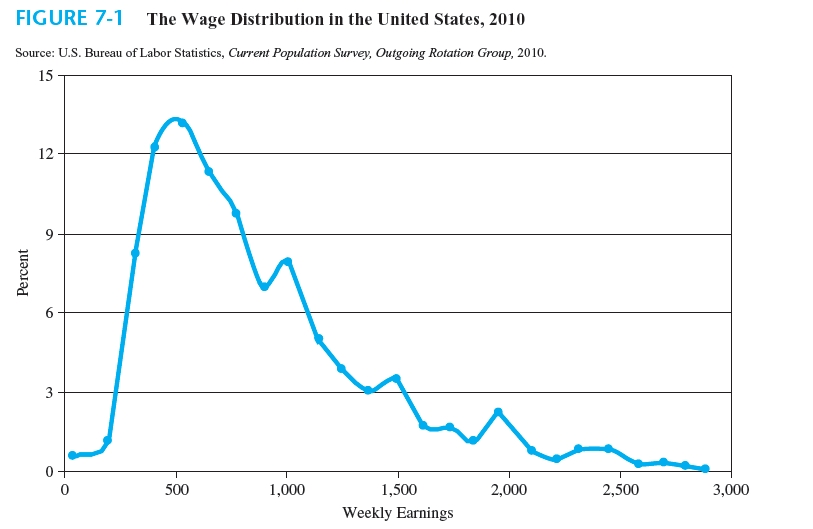 FIGURE 7-1 The Wage Distribution in the United States, 2010
Source: U.S. Bureau of Labor Statistics, Current Population Survey, Outgoing Rotation Group, 2010.
15
12
9
6
3
0
Percent
0 500 1,000 1,500 2,000 2,500 3,000
Weekly Earnings